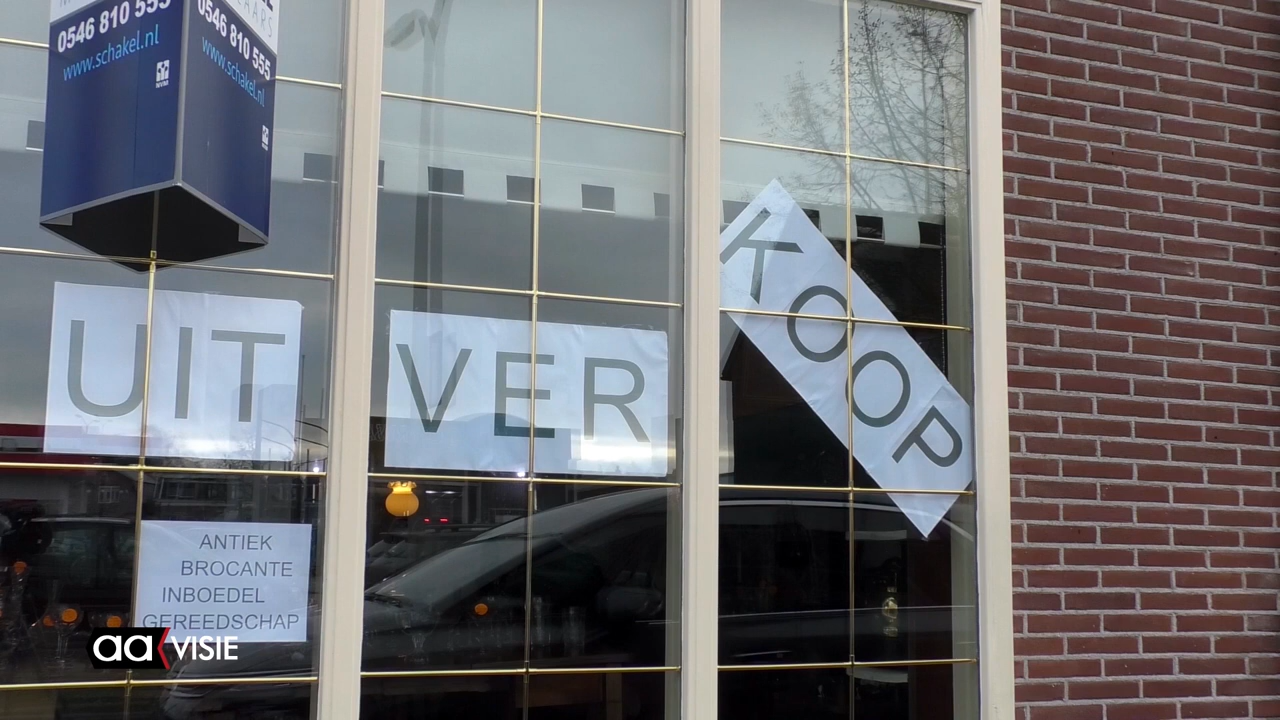 0546 810 555
www.schakel.nl
NVM
0546 810 555
www.schakel.nl
UIT VER KOOP
ANTIEK
BROCANTE
INBOEDEL
GEREEDSCHAP
aa VISIE